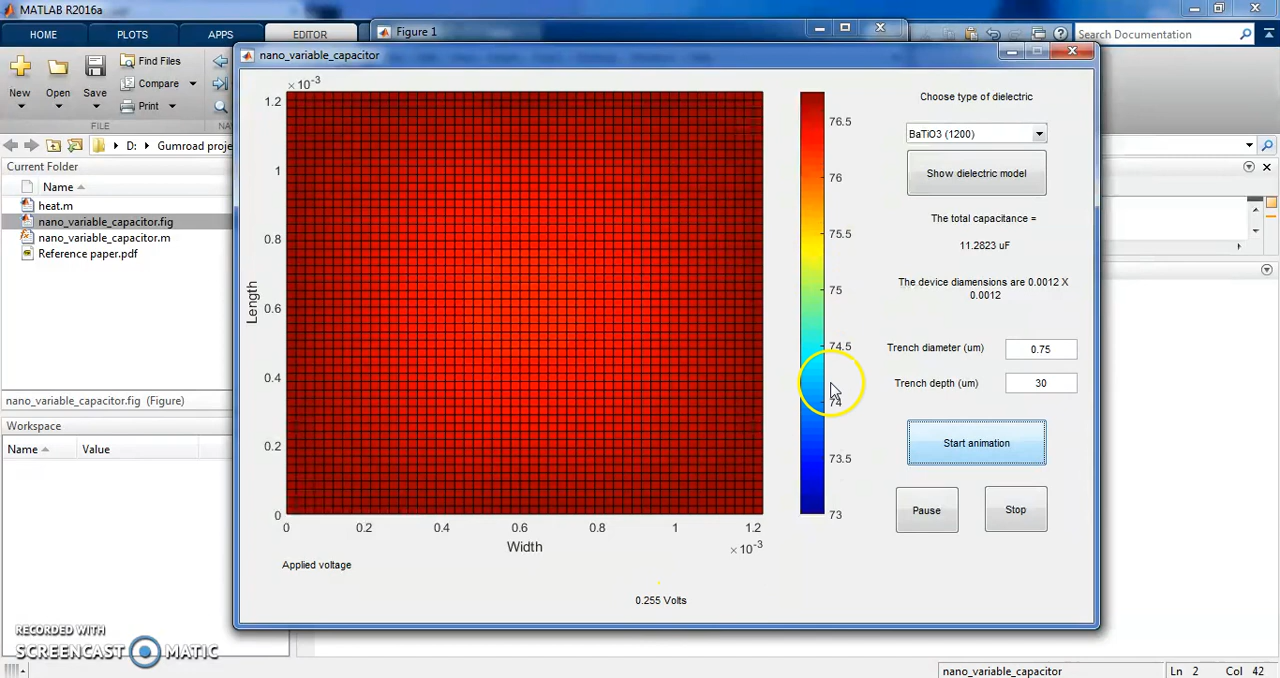 MATLAB R2016a
HOME PLOTS APPS EDITOR
Figure 1
Search Documentation
nano_variable_capacitor
New Open Save
Find Files
Compare
Print
FILE
NA
D: Gumroad proje
Current Folder
Name
heat.m
nano_variable_capacitor.fig
nano_variable_capacitor.m
Reference paper.pdf
nano_variable_capacitor.fig (Figure)
Workspace
Name Value
×10-3
1.2
1
0.8
0.6
0.4
0.2
0
Length
0 0.2 0.4 0.6 0.8 1 1.2
Width
×10-3
76.5
76
75.5
75
74.5
74
73.5
73
Choose type of dielectric
BaTiO3 (1200)
Show dielectric model
The total capacitance =
11.2823 uF
The device diamensions are 0.0012 X
0.0012
Trench diameter (um) 0.75
Trench depth (um) 30
Start animation
Pause Stop
Applied voltage
0.255 Volts
RECORDED WITH
SCREENCAST MATIC
nano_variable_capacitor Ln 2 Col 42